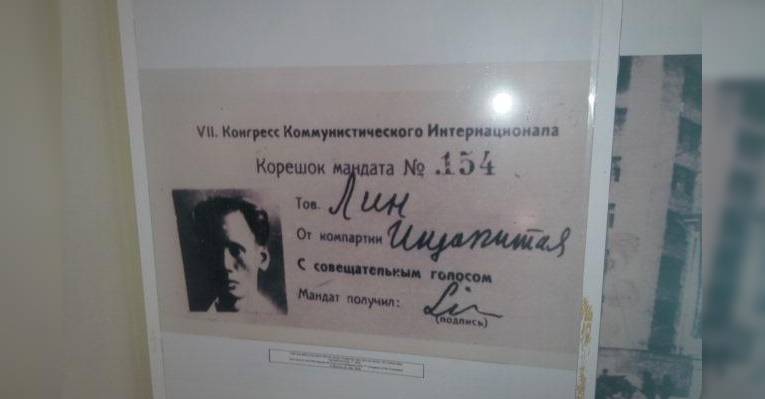 VII. Конгресс Коммунистического Интернационала
Корешок мандата № 154
Тов. Лин
От компартии Индокитая
С совещательным голосом
Мандат получил: Lin
(подпись)